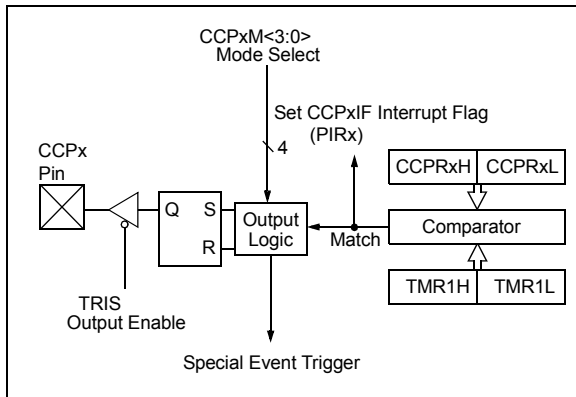 CCPxM<3:0>
Mode Select
Set CCPxIF Interrupt Flag
(PIRx)
4
CCPx
Pin
CCPRxH CCPRxL
Q S
R
Output
Logic
Match
Comparator
TRIS
Output Enable
TMR1H TMR1L
Special Event Trigger